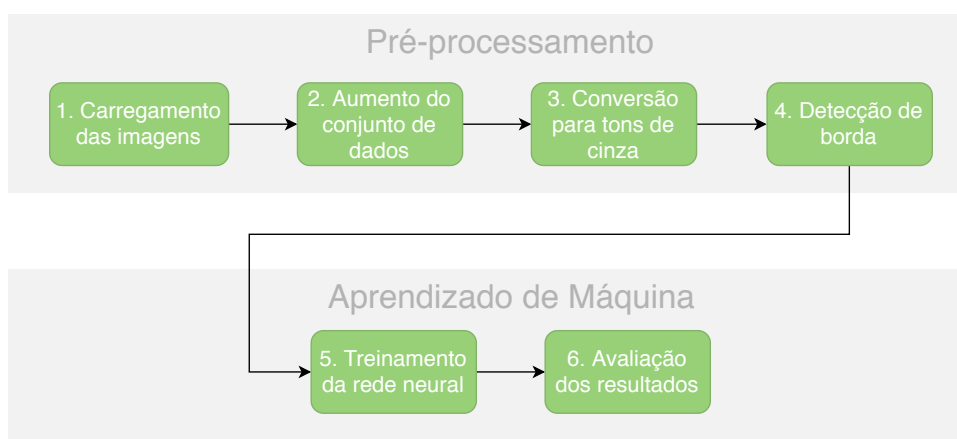 Pré-processamento
1. Carregamento
das imagens
2. Aumento do
conjunto de
dados
3. Conversão
para tons de
cinza
4. Detecção de
borda
Aprendizado de Máquina
5. Treinamento
da rede neural
6. Avaliação
dos resultados